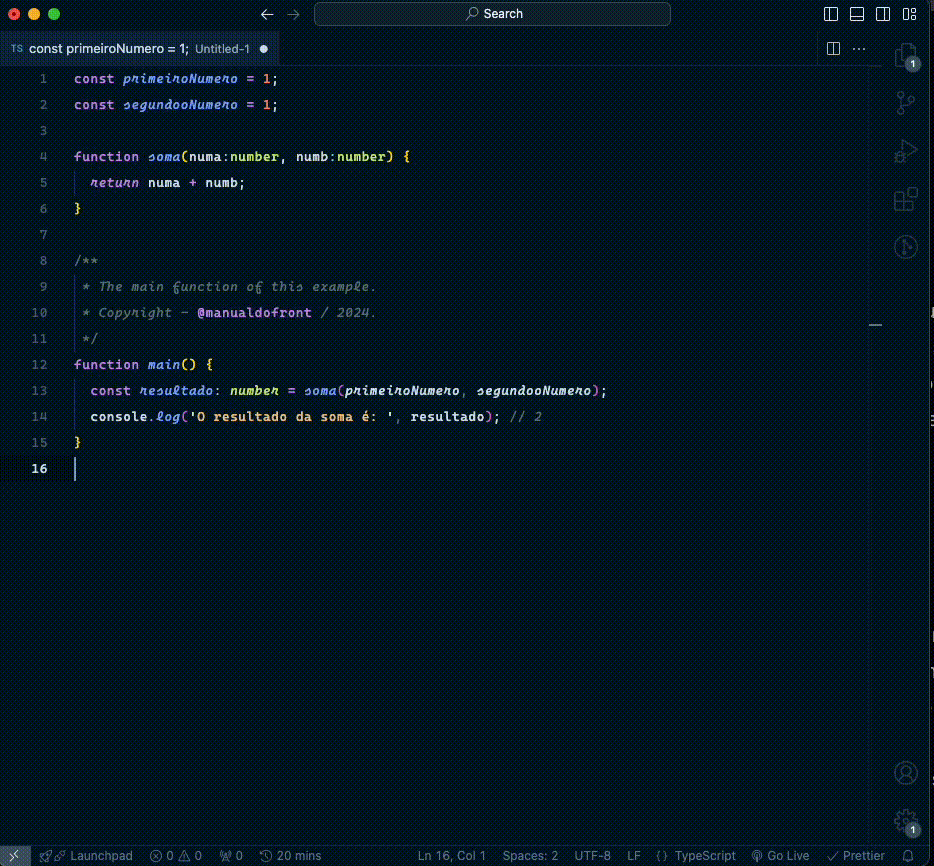 Search
TS const primeiroNumero = 1; Untitled-1
1 const primeiroNumero = 1;
2 const segundooNumero = 1;
3
4 function soma(numa:number, numb:number) {
5 return numa + numb;
6 }
7
8 /**
9 * The main function of this example.
10 * Copyright - @manualdofront / 2024.
11 */
12 function main() {
13 const resultado: number = soma(primeiroNumero, segundooNumero);
14 console.log('O resultado da soma é: ', resultado); // 2
15 }
16
1
1
Launchpad 0 0 0 20 mins Ln 16, Col 1 Spaces: 2 UTF-8 LF {} TypeScript Go Live Prettier